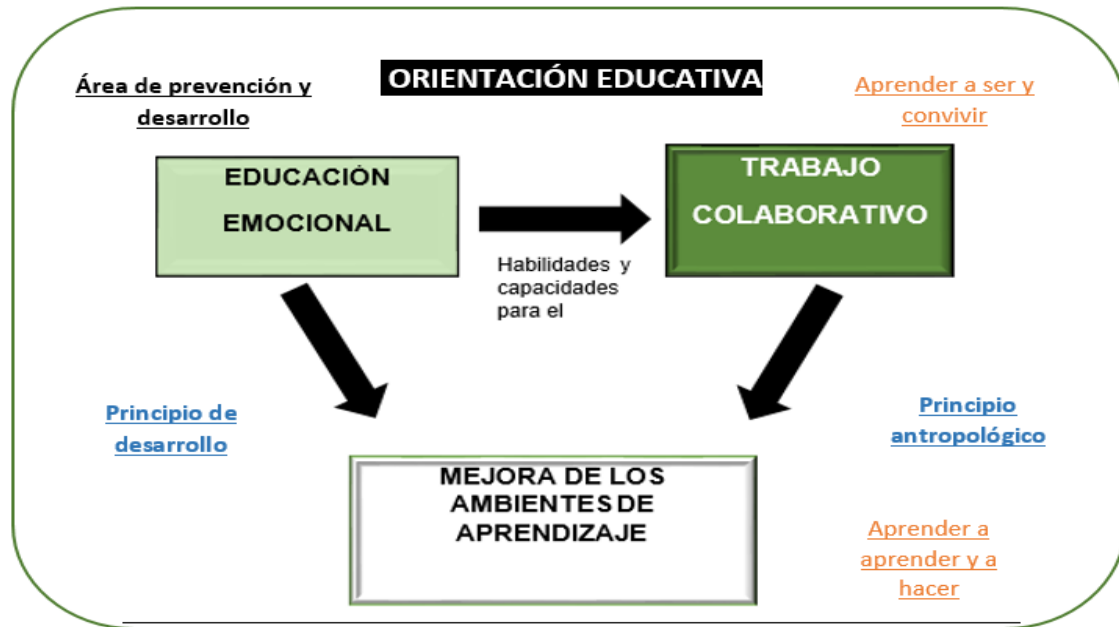 ORIENTACIÓN EDUCATIVA
Área de prevención y
desarrollo
Aprender a ser y
convivir
EDUCACIÓN
EMOCIONAL
TRABAJO
COLABORATIVO
Habilidades y
capacidades
para el
Principio de
desarrollo
Principio
antropológico
MEJORA DE LOS
AMBIENTES DE
APRENDIZAJE
Aprender a
aprender y a
hacer